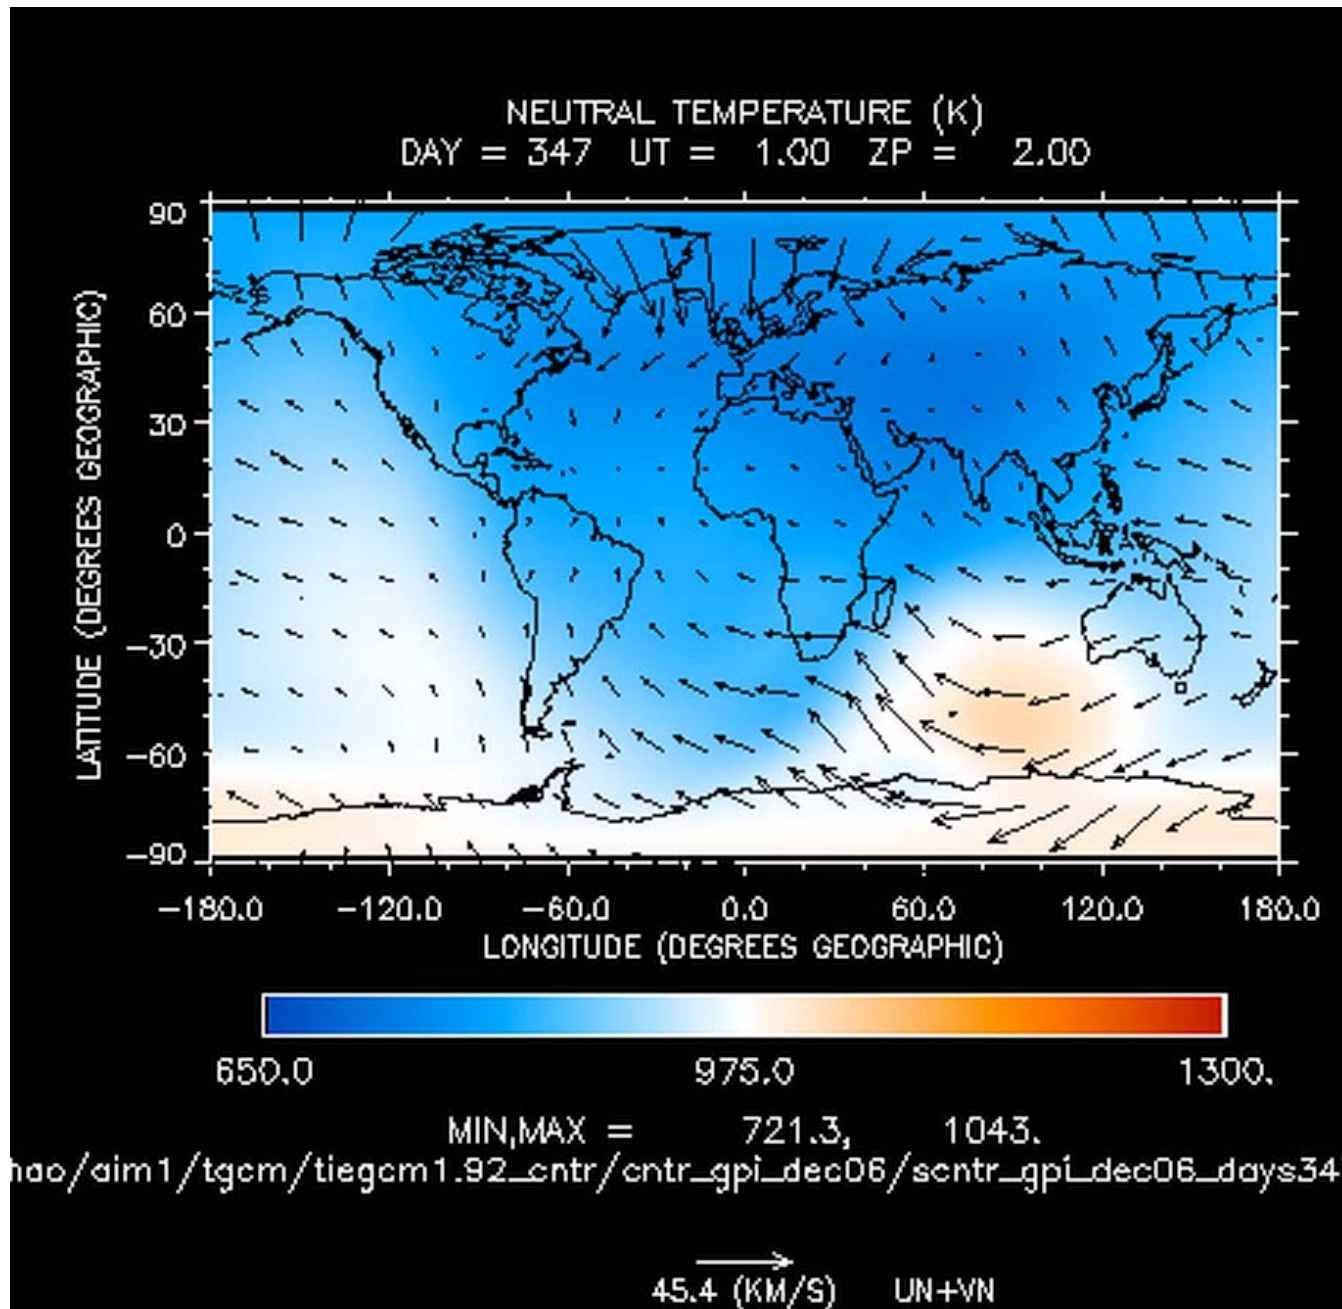 NEUTRAL TEMPERATURE (K)
DAY = 347 UT = 1.00 ZP = 2.00
90
60
30
0
-30
-60
-90
LATITUDE (DEGREES GEOGRAPHIC)
-180.0 -120.0 -60.0 0.0 60.0 120.0 180.0
LONGITUDE (DEGREES GEOGRAPHIC)
650.0 975.0 1300.
MIN,MAX = 721.3, 1043.
hao/aim1/tgcm/tiegcm1.92_cntr/cntr_gpi_dec06/scntr_gpi_dec06_days34
45.4 (KM/S) UN+VN